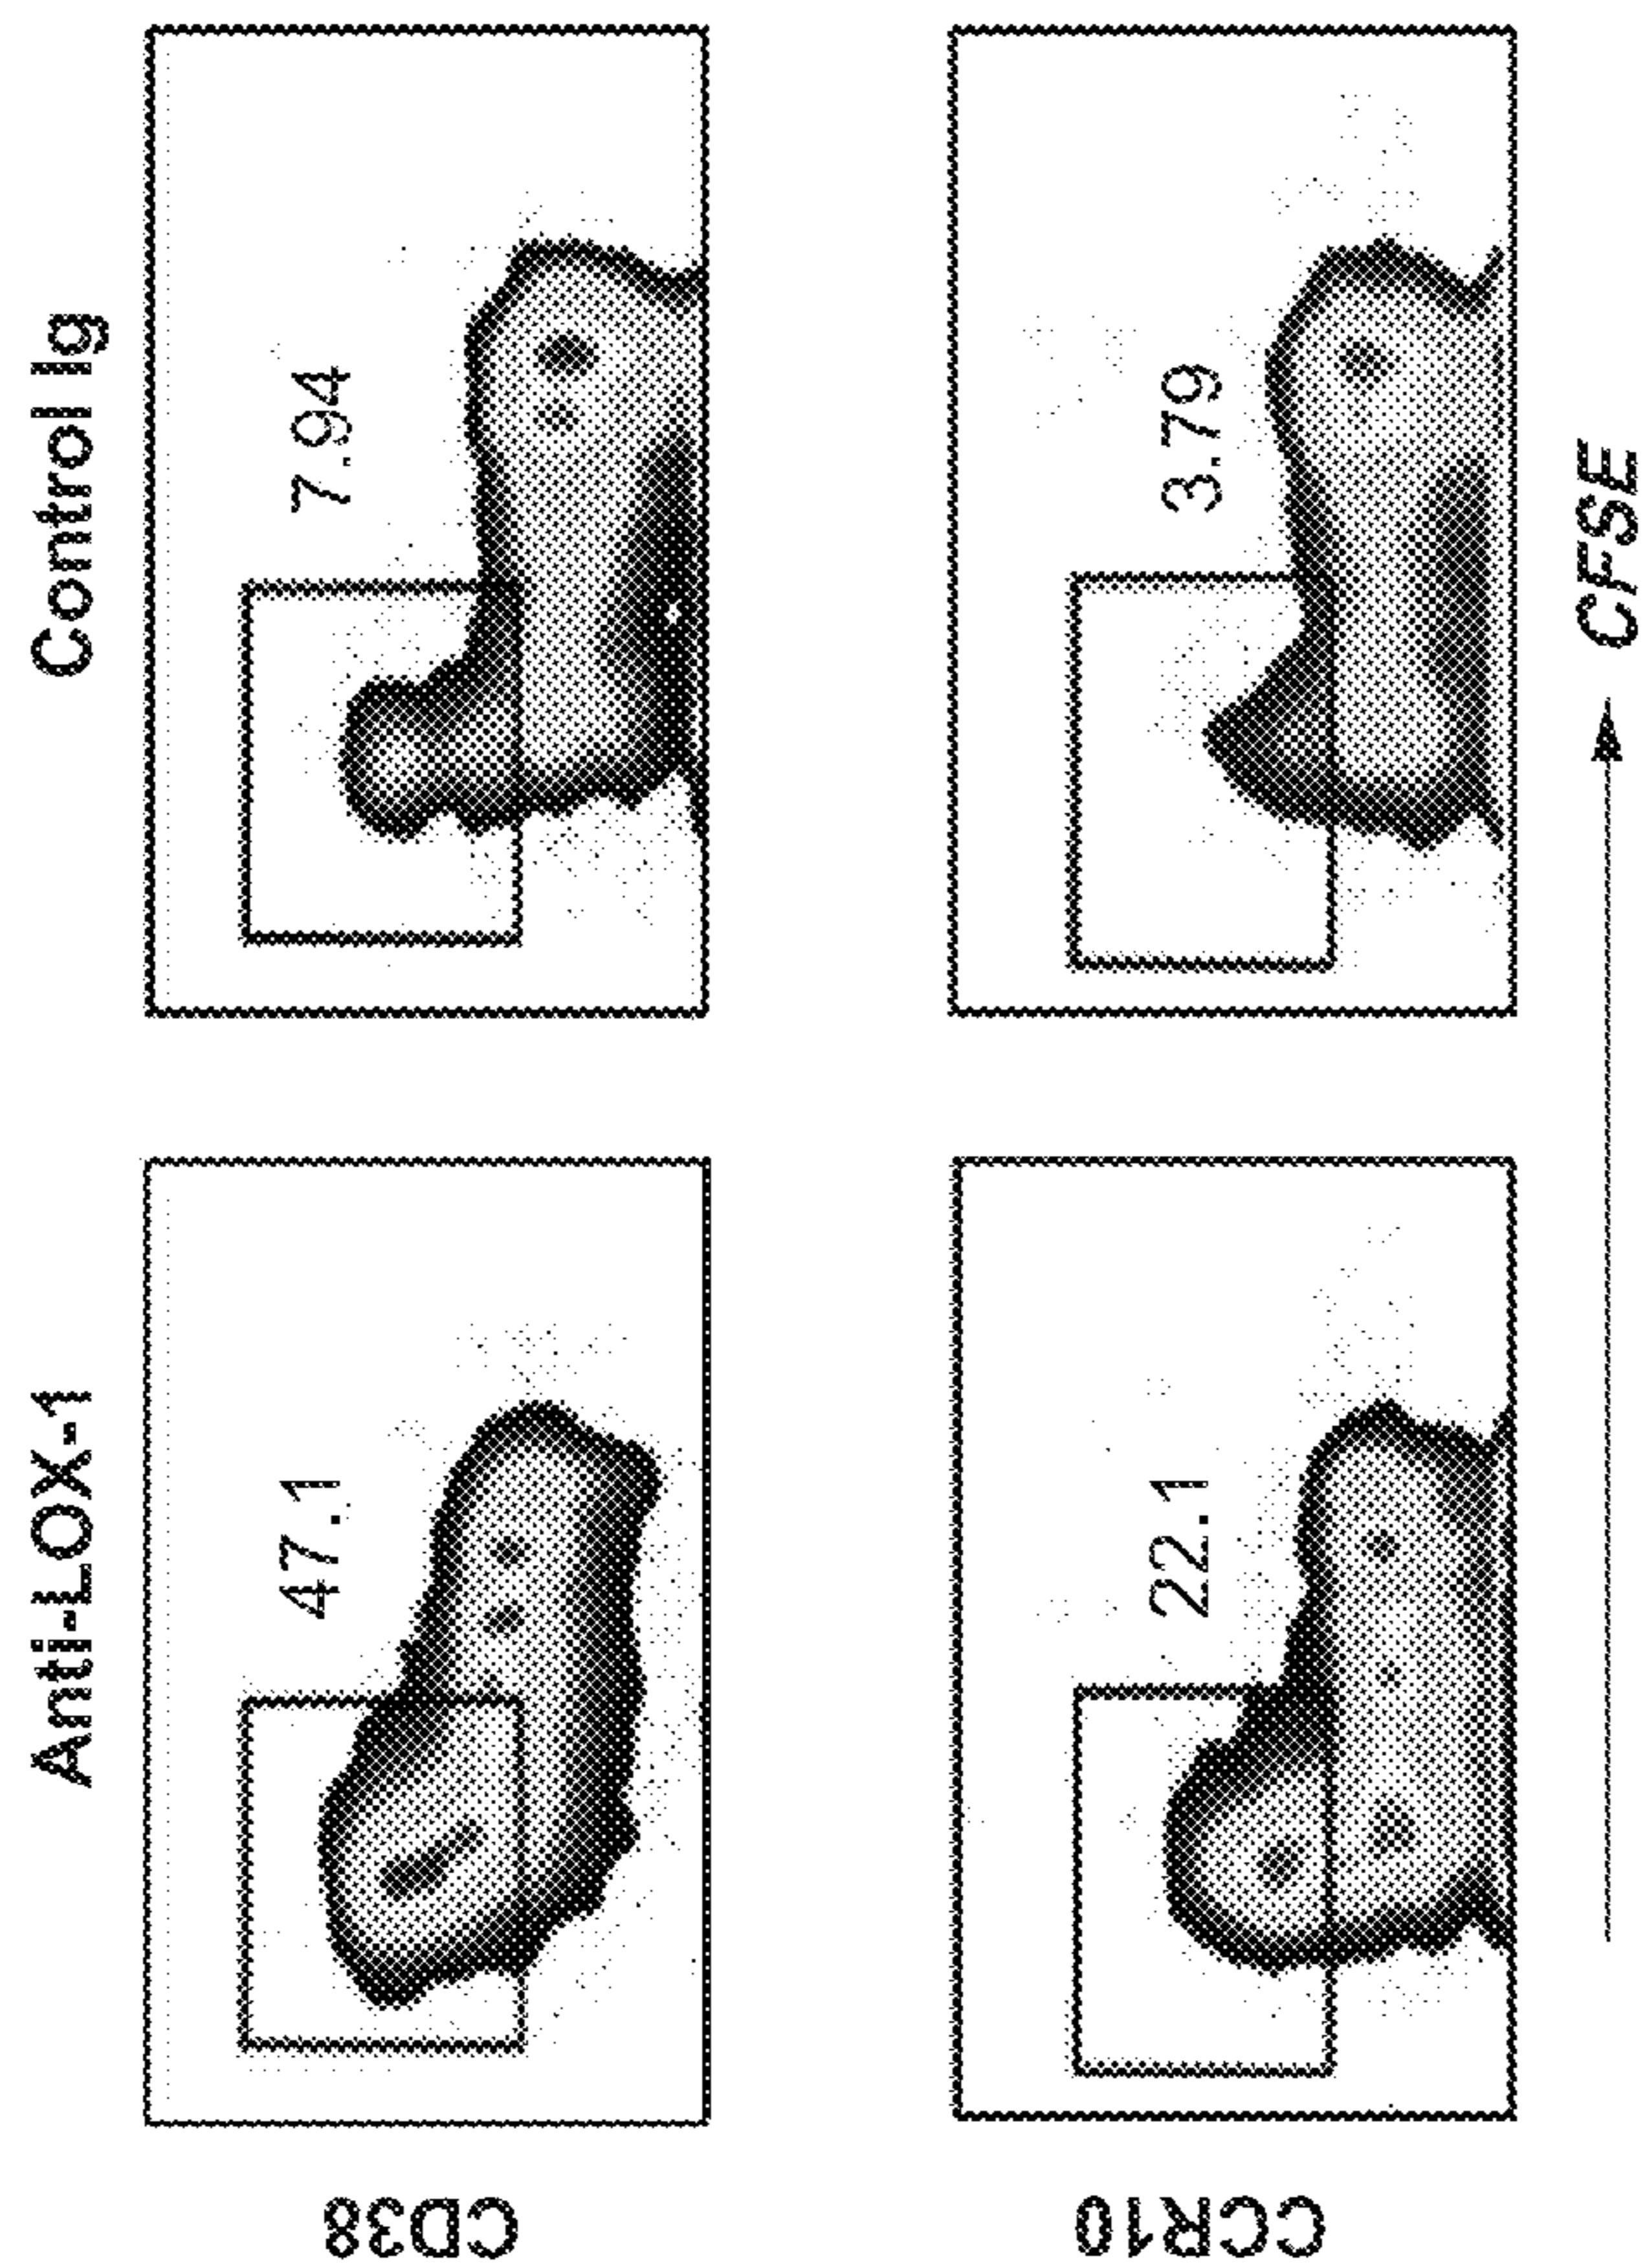 Anti-LOX-1
Control Ig
CD38
47.1
7.94
CCR10
22.1
3.79
CFSE